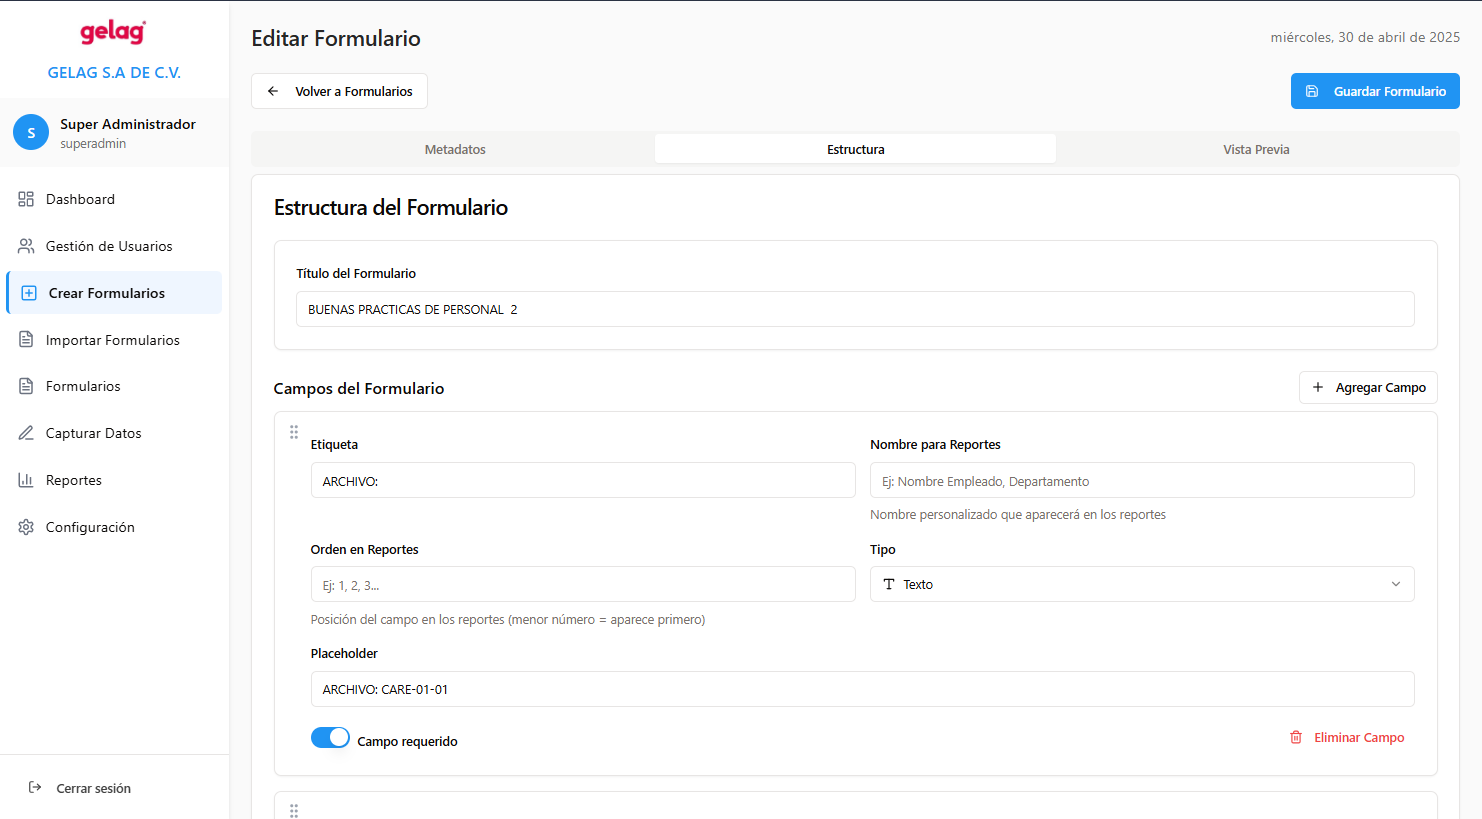 gelag
GELAG S.A DE C.V.
S
Super Administrador
superadmin
Dashboard
Gestión de Usuarios
Crear Formularios
Importar Formularios
Formularios
Capturar Datos
Reportes
Configuración
Cerrar sesión
Editar Formulario
miércoles, 30 de abril de 2025
Volver a Formularios
Guardar Formulario
Metadatos
Estructura
Vista Previa
Estructura del Formulario
Título del Formulario
BUENAS PRACTICAS DE PERSONAL  2
Campos del Formulario
Agregar Campo
Etiqueta
ARCHIVO:
Nombre para Reportes
Ej: Nombre Empleado, Departamento
Nombre personalizado que aparecerá en los reportes
Orden en Reportes
Ej: 1, 2, 3...
Posición del campo en los reportes (menor número = aparece primero)
Tipo
Texto
Placeholder
ARCHIVO: CARE-01-01
Campo requerido
Eliminar Campo